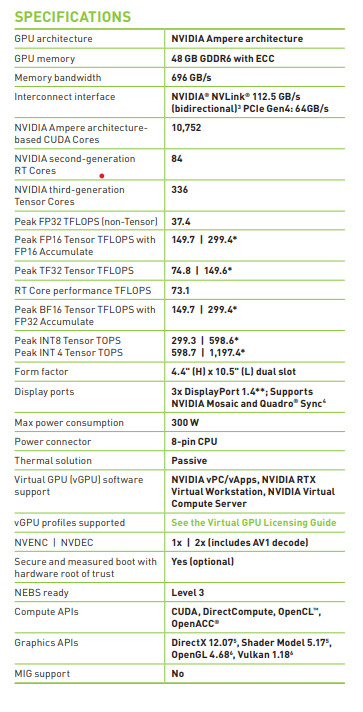 SPECIFICATIONS
GPU architecture NVIDIA Ampere architecture
GPU memory 48 GB GDDR6 with ECC
Memory bandwidth 696 GB/s
Interconnect interface NVIDIA® NVLink® 112.5 GB/s
(bidirectional)³ PCIe Gen4: 64GB/s
NVIDIA Ampere architecture-
based CUDA Cores 10,752
NVIDIA second-generation
RT Cores 84
NVIDIA third-generation
Tensor Cores 336
Peak FP32 TFLOPS (non-Tensor) 37.4
Peak FP16 Tensor TFLOPS with
FP16 Accumulate 149.7 | 299.4*
Peak TF32 Tensor TFLOPS 74.8 | 149.6*
RT Core performance TFLOPS 73.1
Peak BF16 Tensor TFLOPS with
FP32 Accumulate 149.7 | 299.4*
Peak INT8 Tensor TOPS 299.3 | 598.6*
Peak INT 4 Tensor TOPS 598.7 | 1,197.4*
Form factor 4.4" (H) x 10.5" (L) dual slot
Display ports 3x DisplayPort 1.4**; Supports
NVIDIA Mosaic and Quadro® Sync⁴
Max power consumption 300 W
Power connector 8-pin CPU
Thermal solution Passive
Virtual GPU (vGPU) software
support NVIDIA vPC/vApps, NVIDIA RTX
Virtual Workstation, NVIDIA Virtual
Compute Server
vGPU profiles supported See the Virtual GPU Licensing Guide
NVENC | NVDEC 1x | 2x (includes AV1 decode)
Secure and measured boot with
hardware root of trust Yes (optional)
NEBS ready Level 3
Compute APIs CUDA, DirectCompute, OpenCL™,
OpenACC®
Graphics APIs DirectX 12.07⁵, Shader Model 5.17⁵,
OpenGL 4.68⁶, Vulkan 1.18⁶
MIG support No